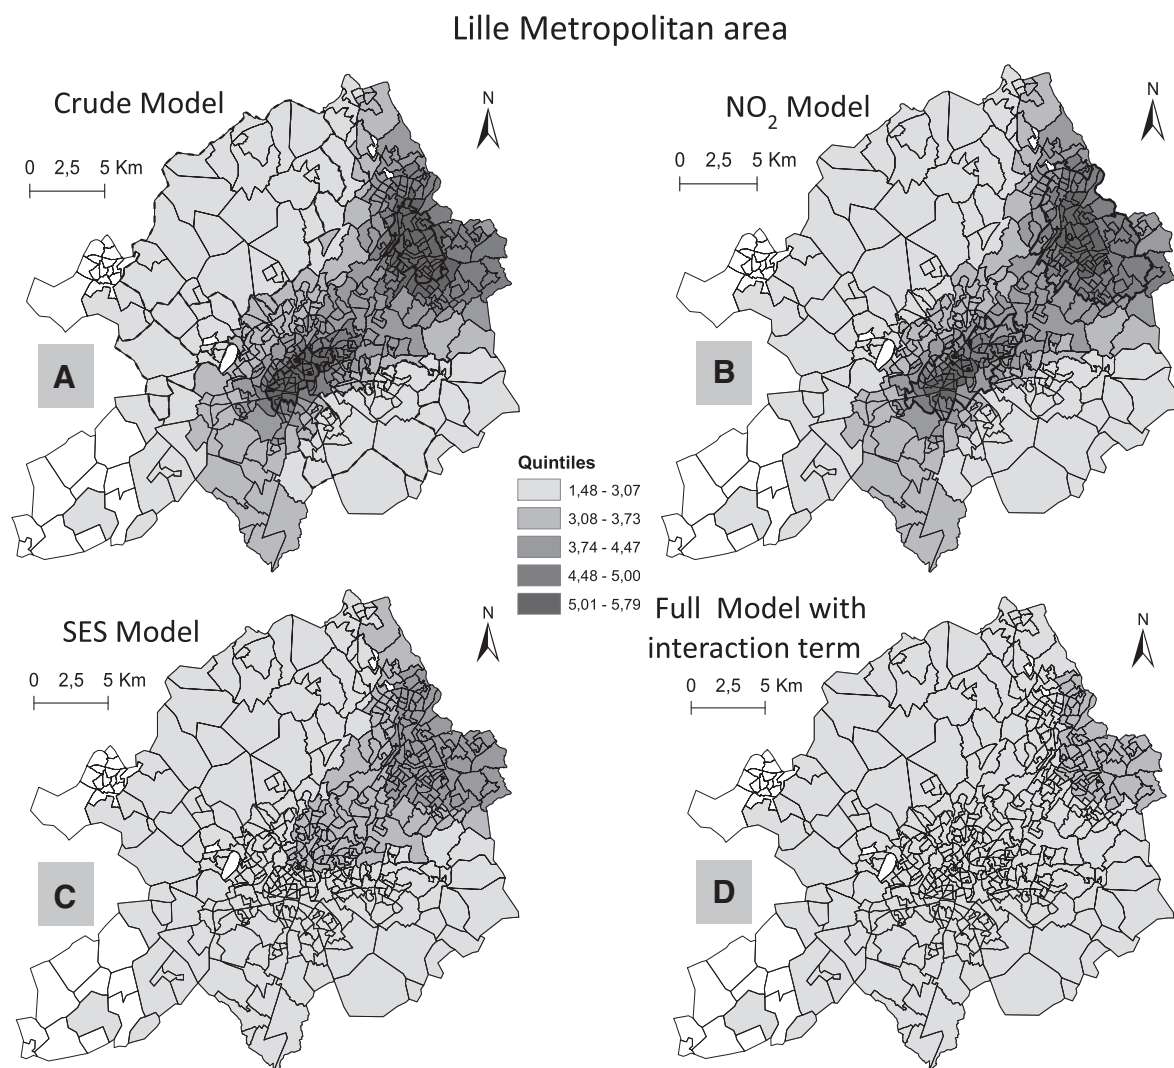 Lille Metropolitan area
Crude Model
N
0 2,5 5 Km
A
NO2 Model
N
0 2,5 5 Km
B
Quintiles
1,48 - 3,07
3,08 - 3,73
3,74 - 4,47
4,48 - 5,00
5,01 - 5,79
SES Model
N
0 2,5 5 Km
C
Full Model with
interaction term
N
0 2,5 5 Km
D